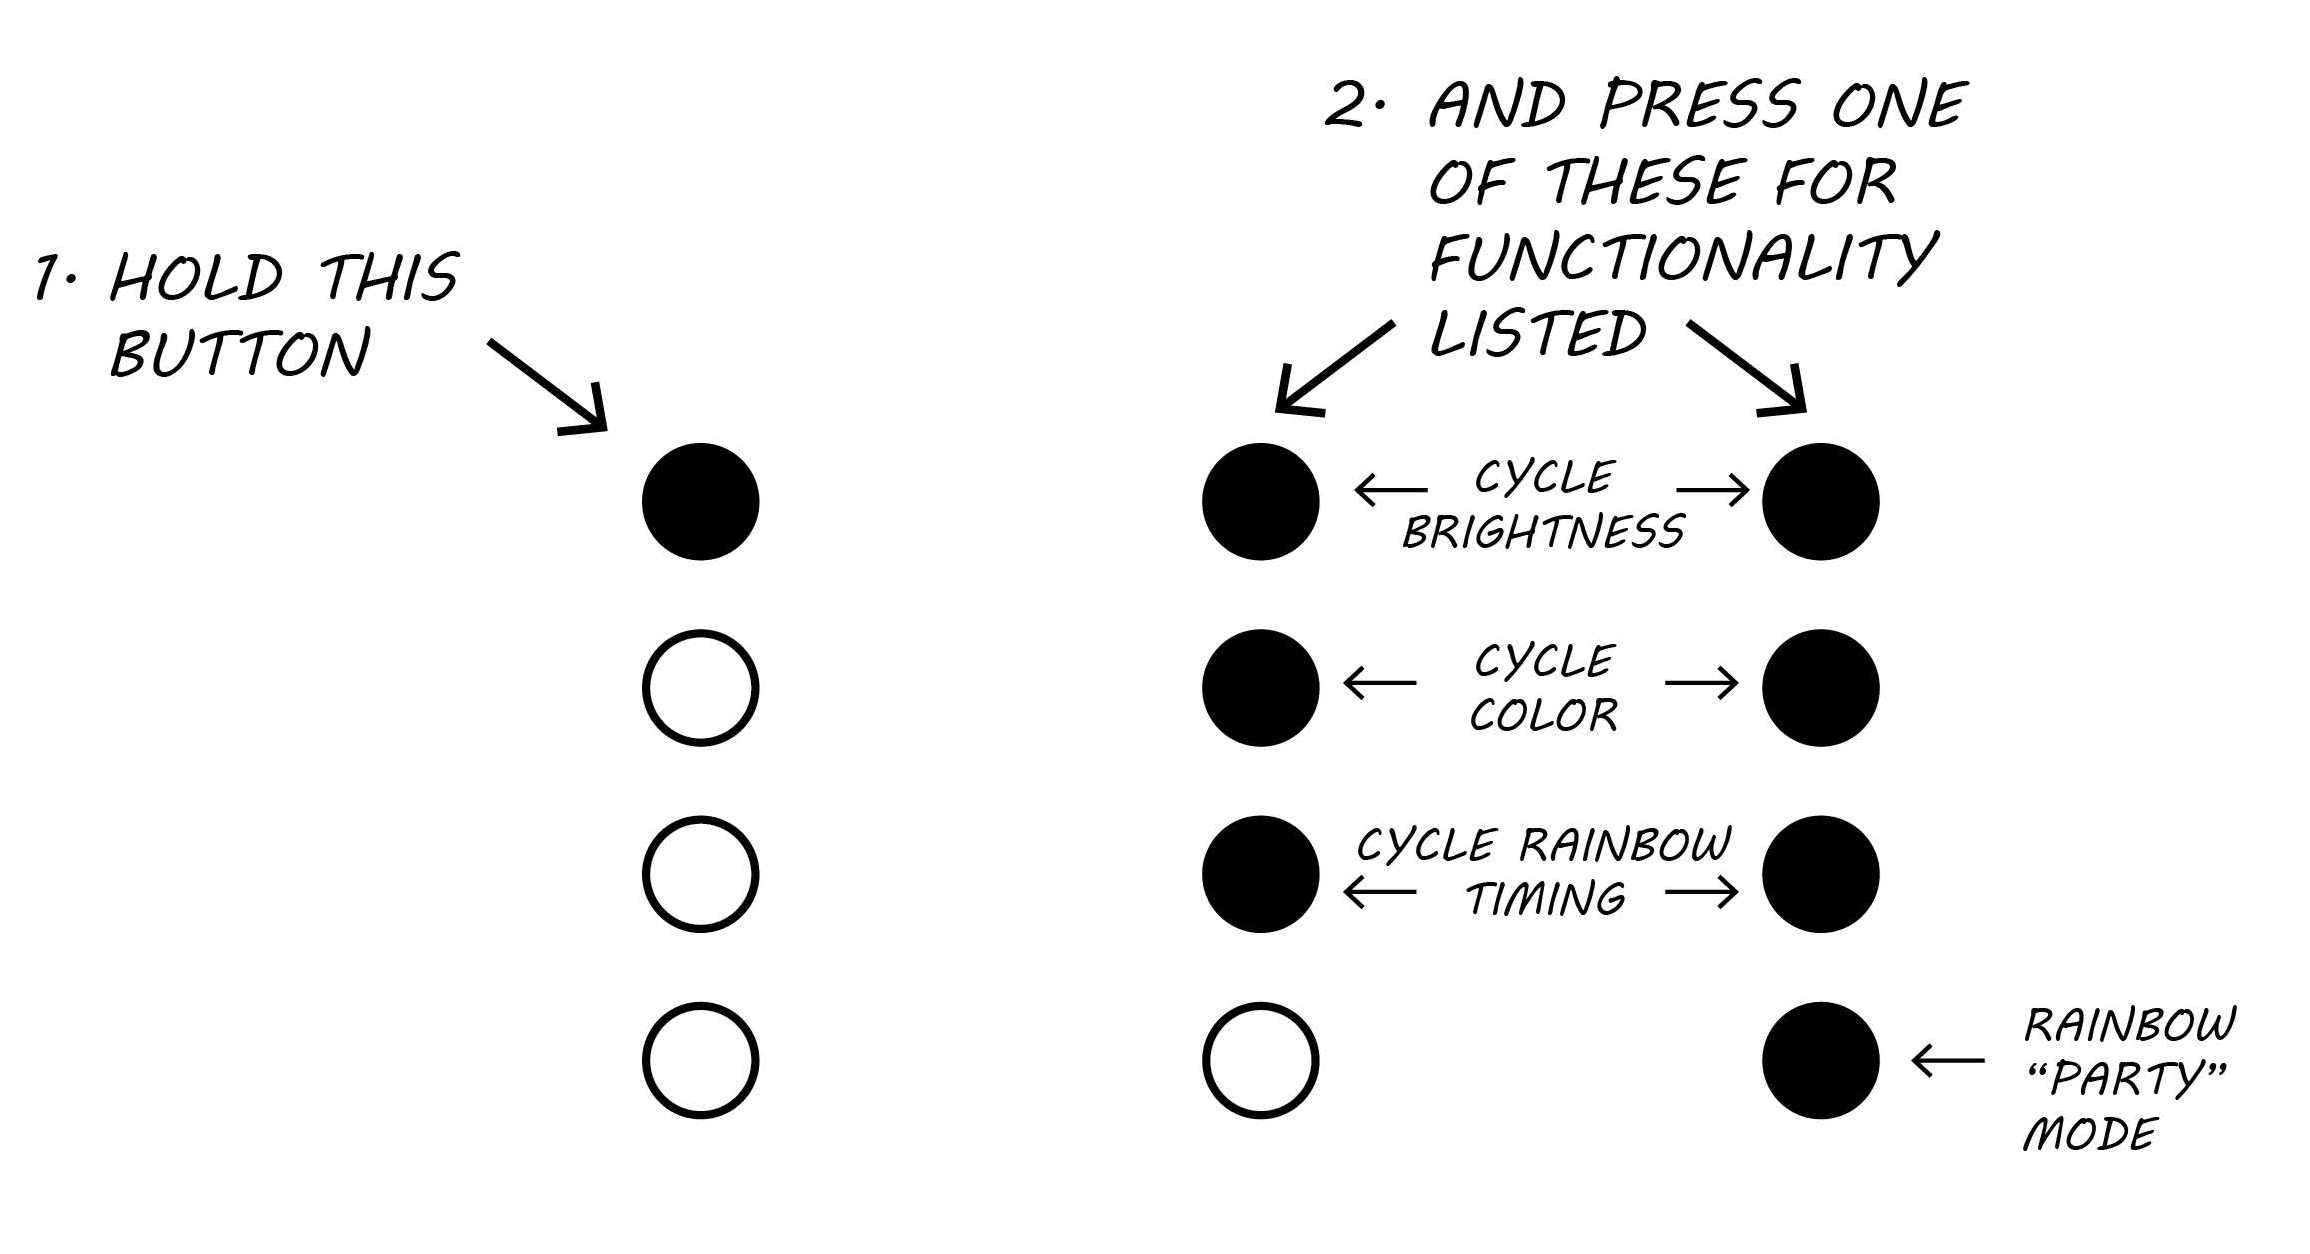 1. HOLD THIS
BUTTON
2. AND PRESS ONE
OF THESE FOR
FUNCTIONALITY
LISTED
CYCLE
BRIGHTNESS
CYCLE
COLOR
CYCLE RAINBOW
TIMING
RAINBOW
“PARTY”
MODE